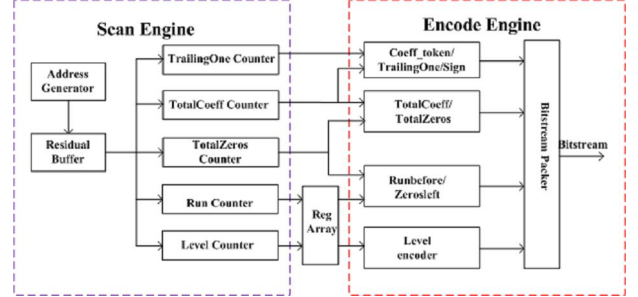 Scan Engine
Encode Engine
Address
Generator
Residual
Buffer
TrailingOne Counter
TotalCoeff Counter
TotalZeros
Counter
Run Counter
Level Counter
Reg
Array
Coeff_token/
TrailingOne/Sign
TotalCoeff/
TotalZeros
Runbefore/
Zerosleft
Level
encoder
Bitstream Packer
Bitstream